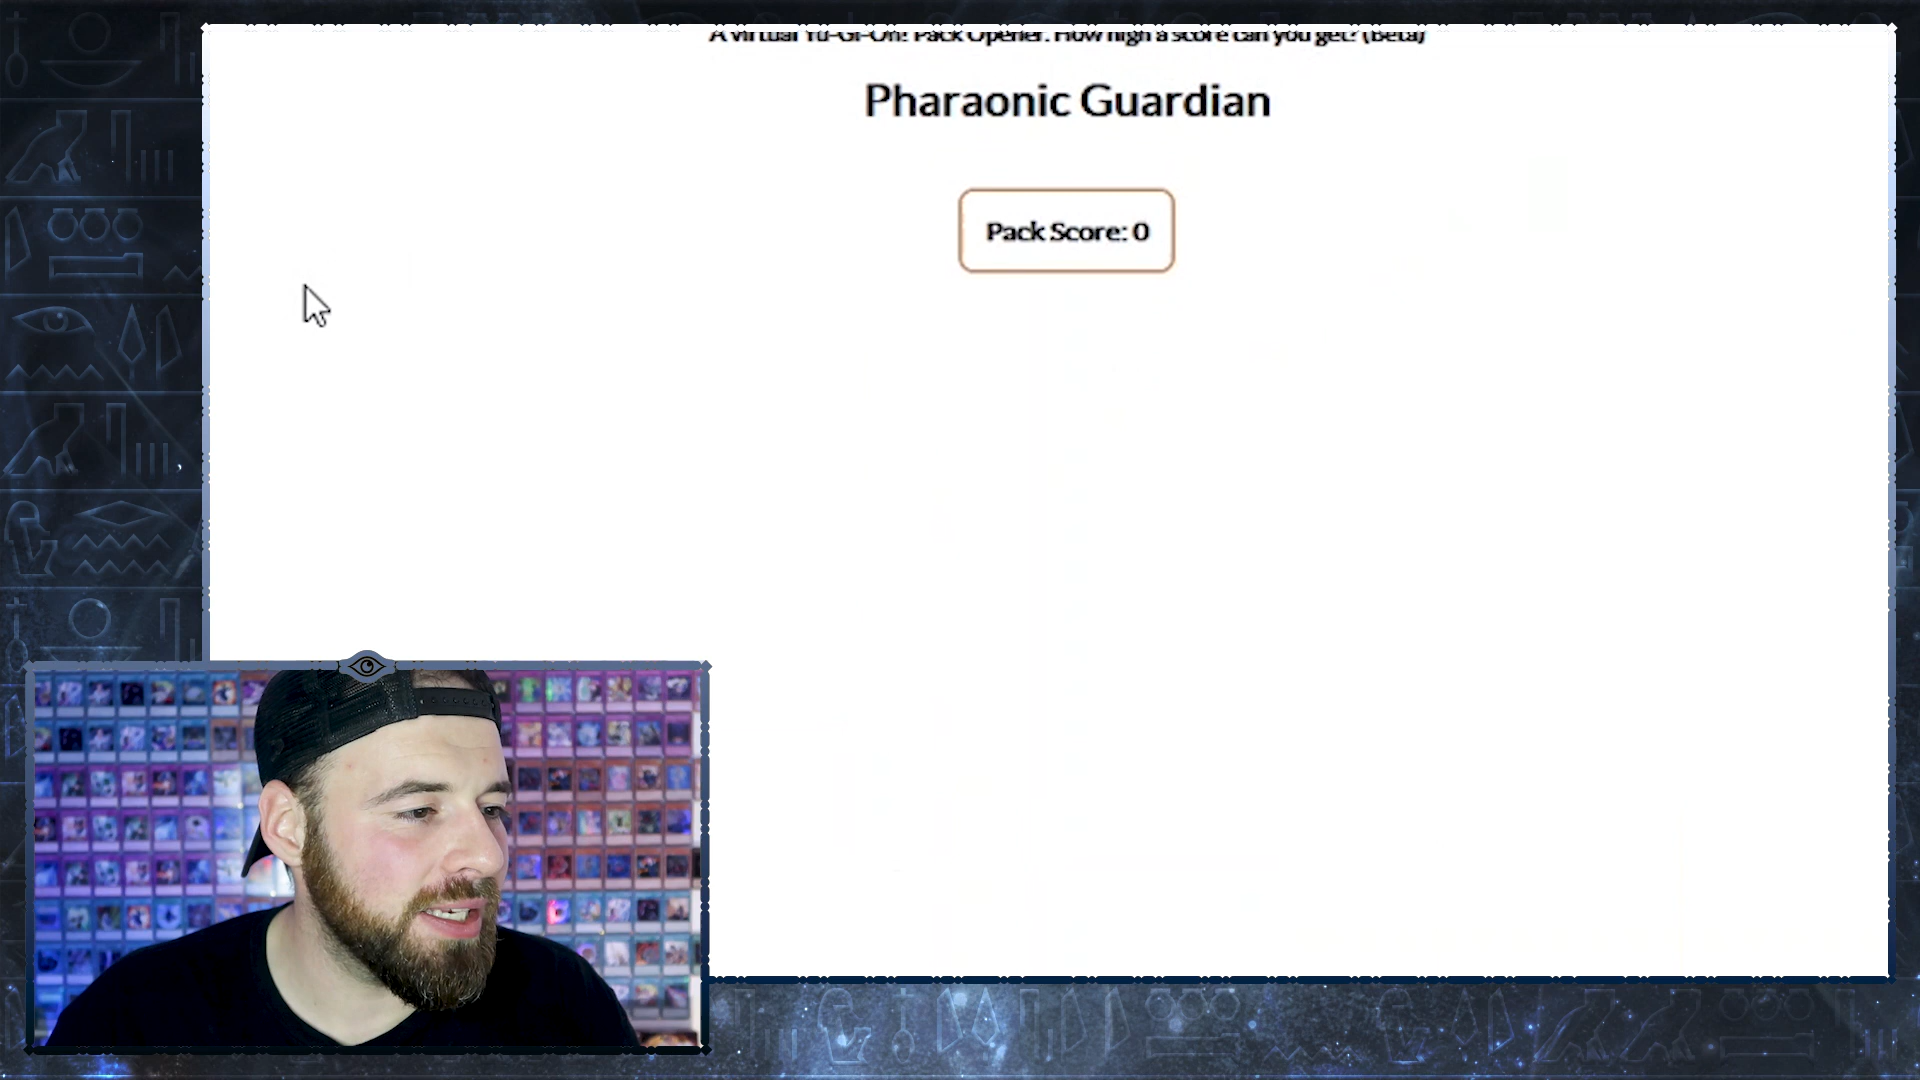 A virtual Yu-Gi-Oh! Pack Opener. How high a score can you get? (Beta)
Pharaonic Guardian
Pack Score: 0